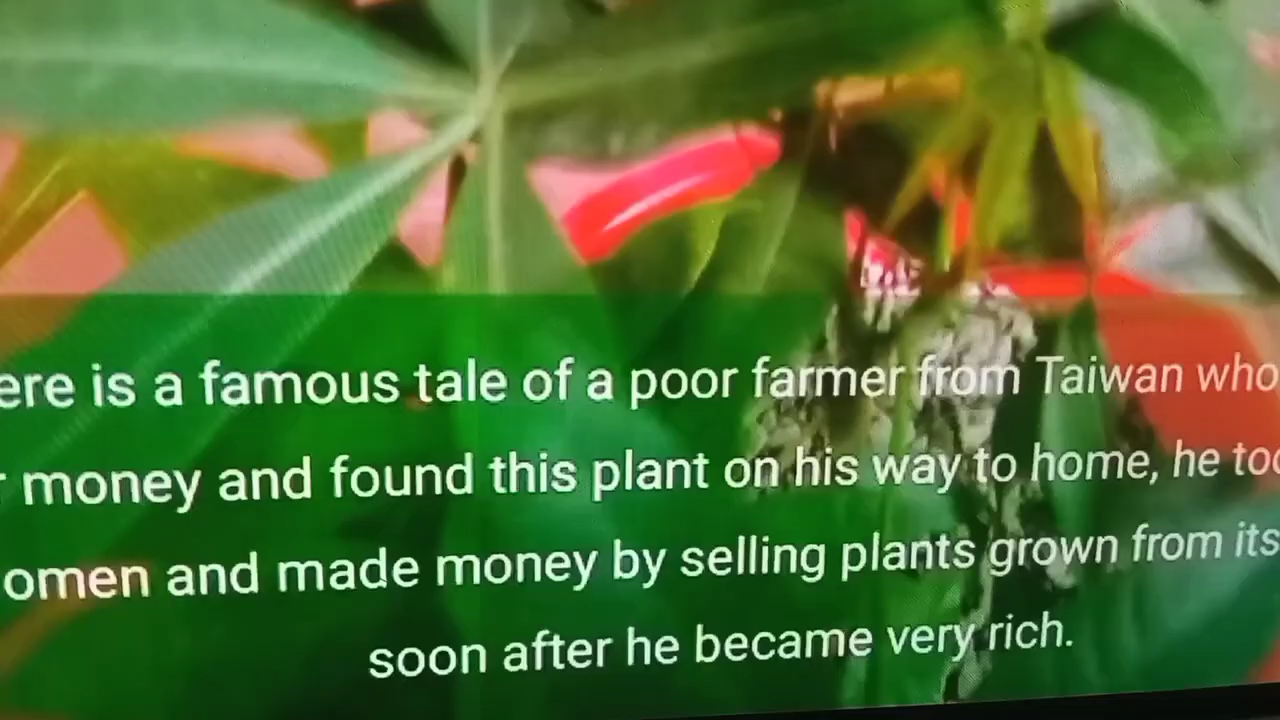 ere is a famous tale of a poor farmer from Taiwan who
r money and found this plant on his way to home, he too
omen and made money by selling plants grown from its
soon after he became very rich.